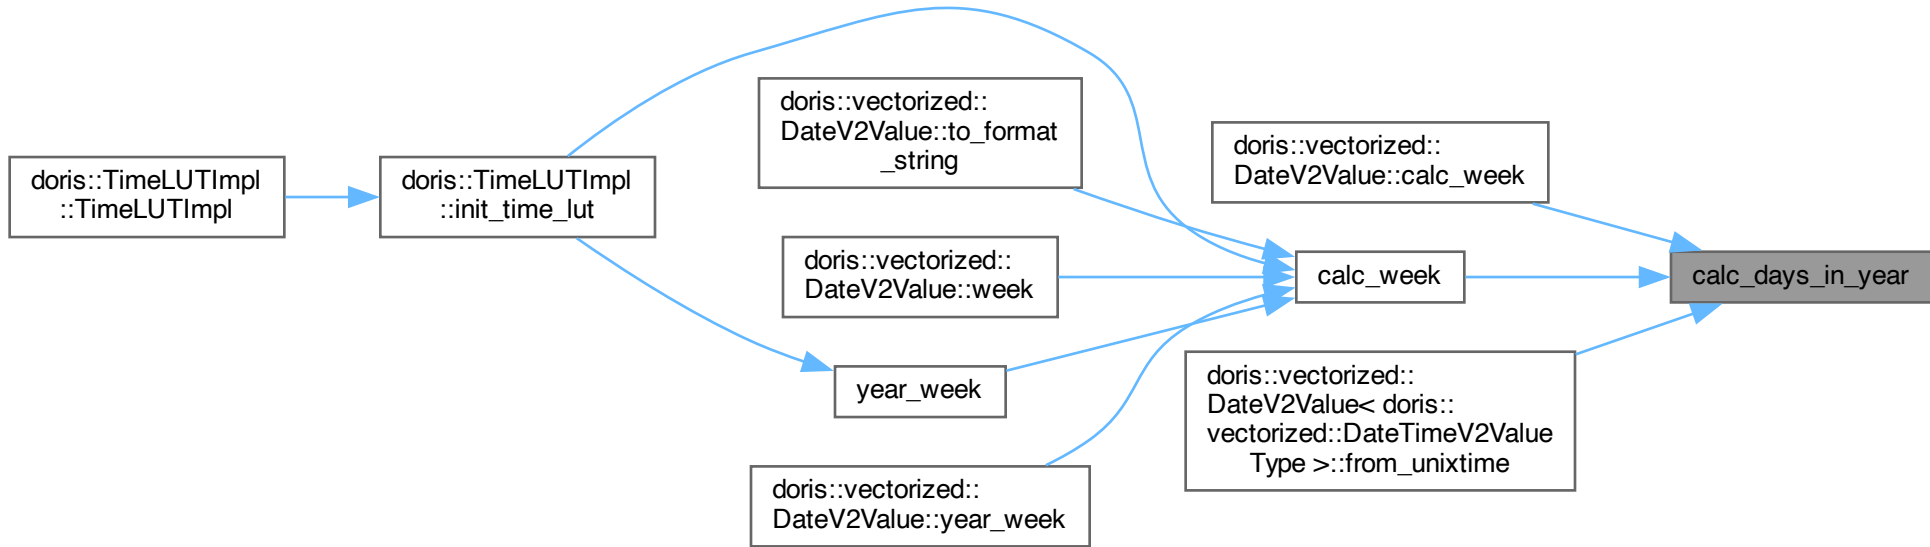 doris::TimeLUTImpl
::TimeLUTImpl
doris::TimeLUTImpl
::init_time_lut
doris::vectorized::
DateV2Value::to_format
_string
doris::vectorized::
DateV2Value::week
year_week
doris::vectorized::
DateV2Value::year_week
doris::vectorized::
DateV2Value::calc_week
calc_week
doris::vectorized::
DateV2Value< doris::
vectorized::DateTimeV2Value
Type >::from_unixtime
calc_days_in_year